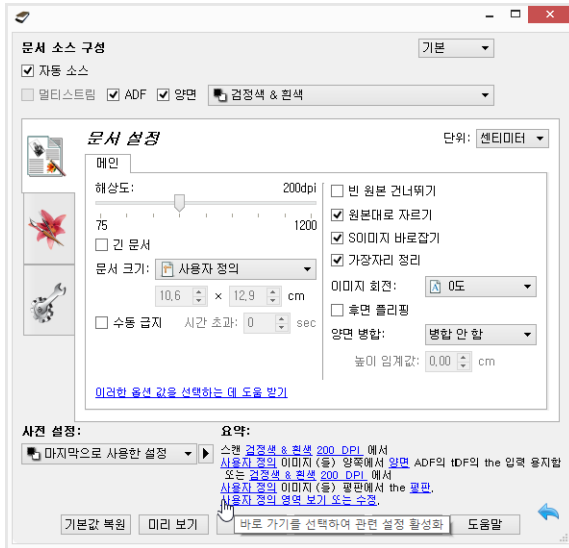 문서 소스 구성
기본
자동 소스
멀티스트림 ADF 양면 검정색 & 흰색
문서 설정
단위: 센티미터
메인
해상도: 200dpi
75 1200
긴 문서
문서 크기: 사용자 정의
10,6 × 12,9 cm
수동 급지 시간 초과: 0 sec
빈 원본 건너뛰기
원본대로 자르기
S이미지 바로잡기
가장자리 정리
이미지 회전: 0도
후면 플리핑
양면 병합: 병합 안 함
높이 임계값: 0,00 cm
이러한 옵션 값을 선택하는 데 도움 받기
사전 설정:
마지막으로 사용한 설정
요약:
스캔 검정색 & 흰색 200 DPI 에서
사용자 정의 이미지 (들) 양쪽에서 양면 ADF의 the 입력 용지함
또는 검정색 & 흰색 200 DPI 에서
사용자 정의 이미지 (들) 평판에서 the 평판.
사용자 정의 영역 보기 또는 수정.
기본값 복원 미리 보기 도움말
바로 가기를 선택하여 관련 설정 활성화